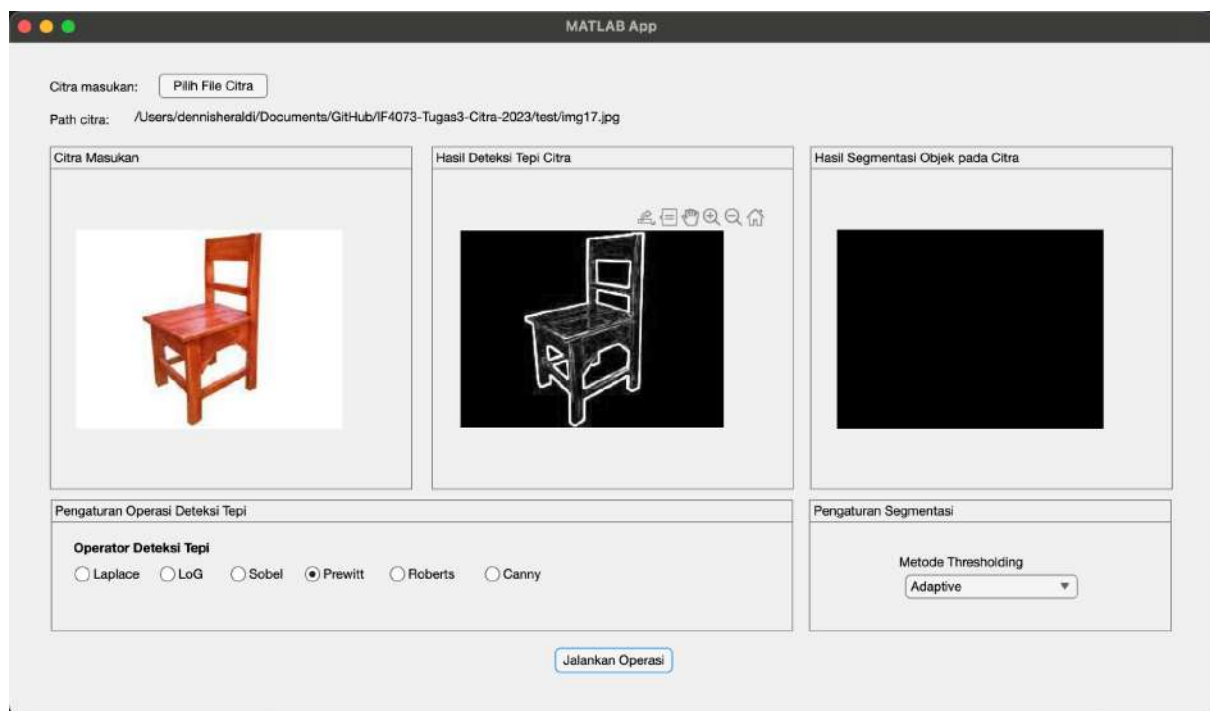 MATLAB App
Citra masukan: Pilih File Citra
Path citra: /Users/dennisheraldi/Documents/GitHub/IF4073-Tugas3-Citra-2023/test/img17.jpg
Citra Masukan
Hasil Deteksi Tepi Citra
Hasil Segmentasi Objek pada Citra
Pengaturan Operasi Deteksi Tepi
Pengaturan Segmentasi
Operator Deteksi Tepi
Laplace LoG Sobel Prewitt Roberts Canny
Metode Thresholding
Adaptive
Jalankan Operasi